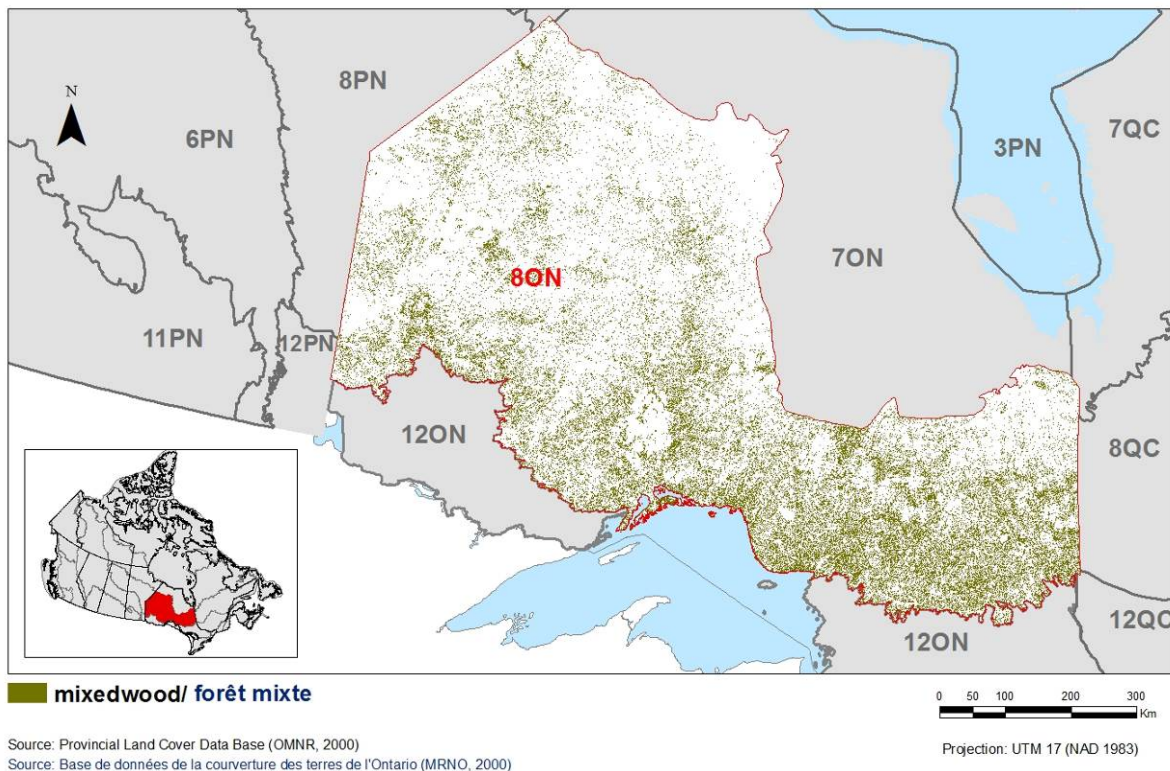 N
8PN
6PN
7QC
3PN
8ON
7ON
11PN
12PN
12ON
8QC
12ON
12QC
mixedwood/ forêt mixte
0 50 100 200 300
Km
Source: Provincial Land Cover Data Base (OMNR, 2000)
Projection: UTM 17 (NAD 1983)
Source: Base de données de la courverture des terres de l'Ontario (MRNO, 2000)